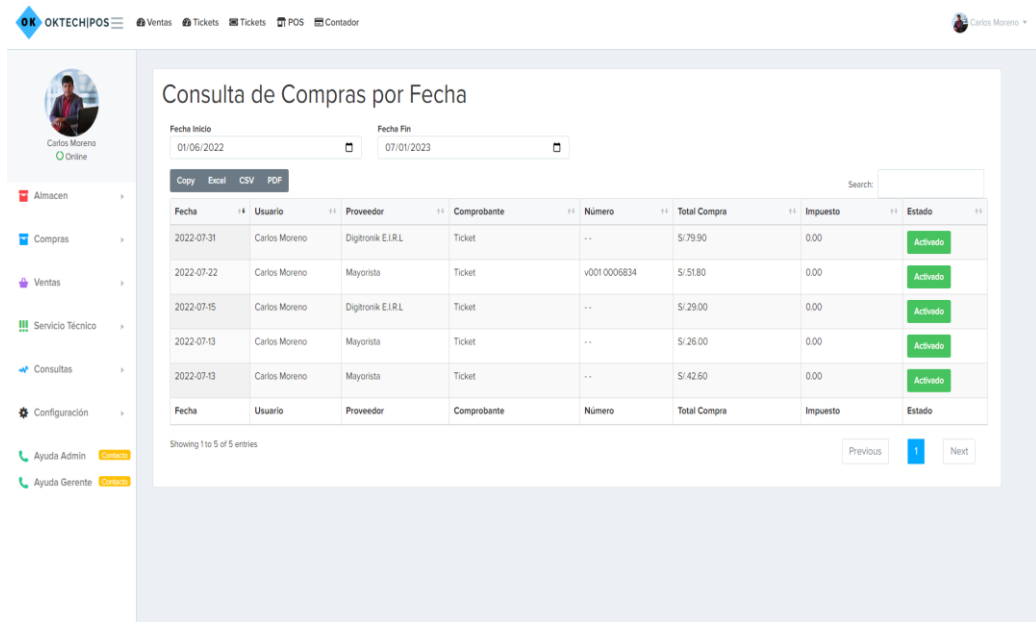 OK OKTECH|POS Ventas Tickets Tickets POS Contador Carlos Moreno
Carlos Moreno
Online
Almacen
Compras
Ventas
Servicio Técnico
Consultas
Configuración
Ayuda Admin Contacto
Ayuda Gerente Contacto
Consulta de Compras por Fecha
Fecha Inicio Fecha Fin
01/06/2022 07/01/2023
Copy Excel CSV PDF Search:
Fecha Usuario Proveedor Comprobante Número Total Compra Impuesto Estado
2022-07-31 Carlos Moreno Digitronik E.I.R.L Ticket - - S/.79.90 0.00 Activado
2022-07-22 Carlos Moreno Mayorista Ticket v001 0006834 S/.51.80 0.00 Activado
2022-07-15 Carlos Moreno Digitronik E.I.R.L Ticket - - S/.29.00 0.00 Activado
2022-07-13 Carlos Moreno Mayorista Ticket - - S/.26.00 0.00 Activado
2022-07-13 Carlos Moreno Mayorista Ticket - - S/.42.60 0.00 Activado
Fecha Usuario Proveedor Comprobante Número Total Compra Impuesto Estado
Showing 1 to 5 of 5 entries Previous 1 Next